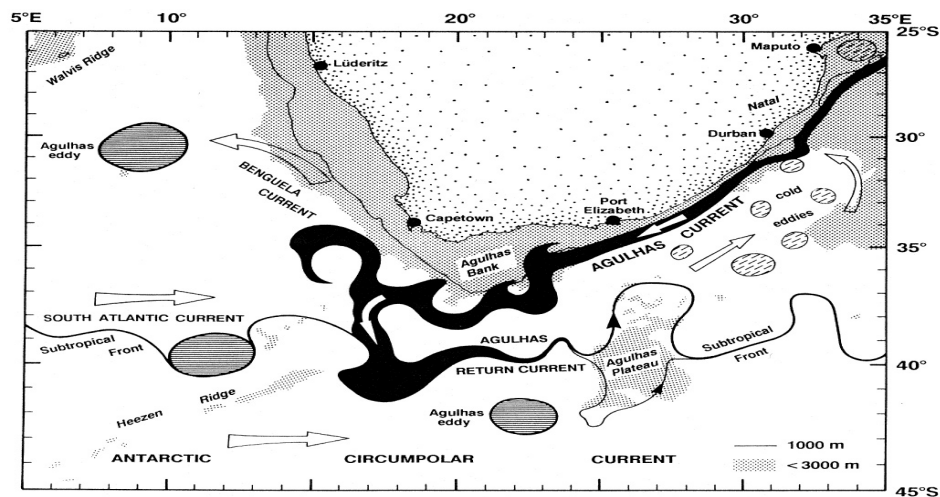 5°E 10° 20° 30° 35°E
25°S
Maputo
Walvis Ridge
Lüderitz
Natal
Durban
30°
Agulhas
eddy
BENGUELA
CURRENT
Port
Elizabeth
cold
eddies
Capetown
AGULHAS CURRENT
Agulhas
Bank
35°
SOUTH ATLANTIC CURRENT
Subtropical
Front
AGULHAS
RETURN CURRENT
Agulhas
Plateau
Subtropical
Front
40°
Heezen Ridge
Agulhas
eddy
1000 m
ANTARCTIC CIRCUMPOLAR CURRENT
<3000 m
45°S